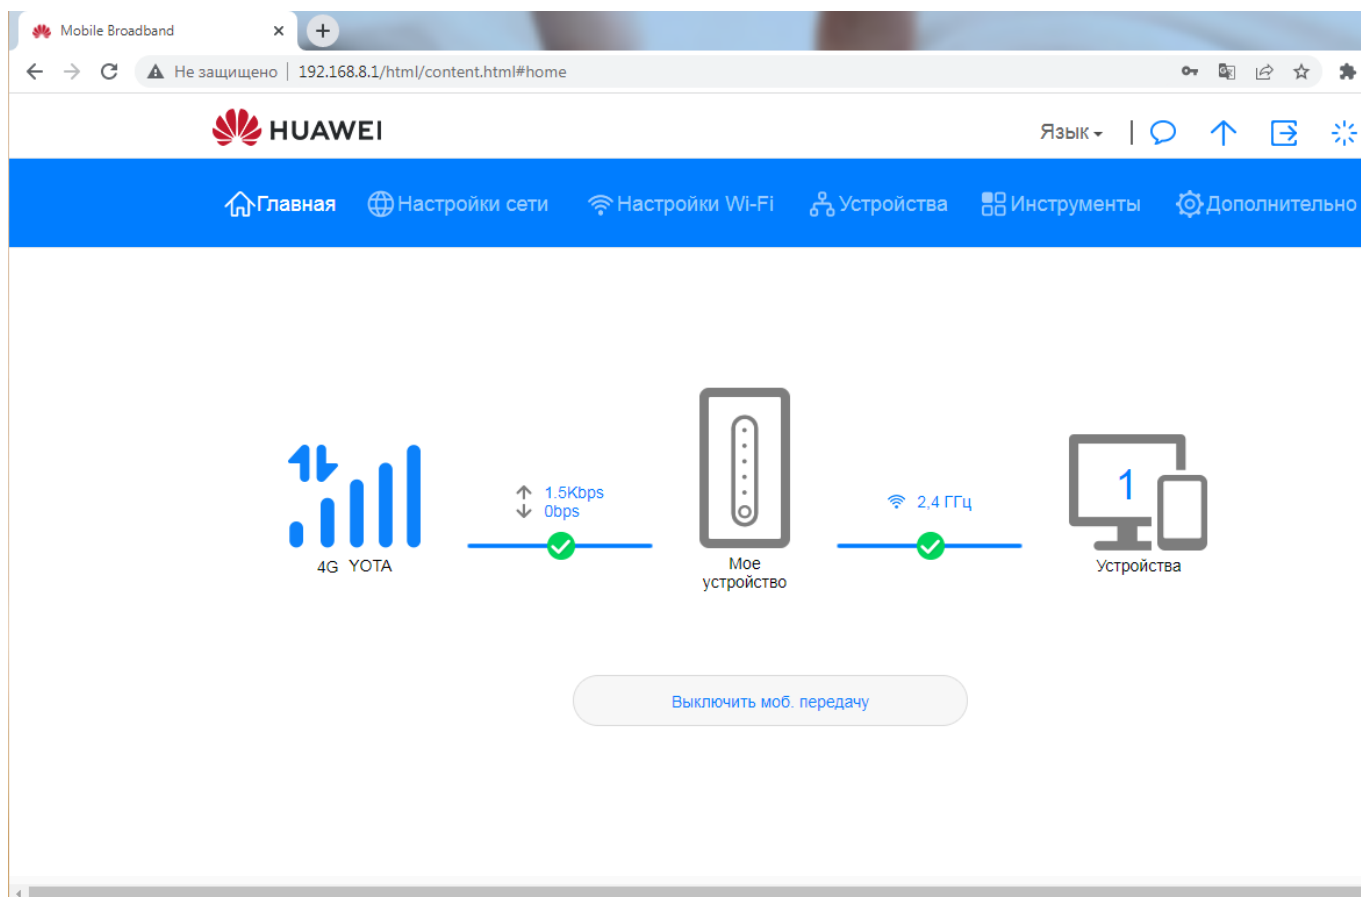 Mobile Broadband
Не защищено 192.168.8.1/html/content.html#home
HUAWEI
Язык
Главная Настройки сети Настройки Wi-Fi Устройства Инструменты Дополнительно
1.5Kbps
0bps
2,4 ГГц
1
4G YOTA
Мое
устройство
Устройства
Выключить моб. передачу